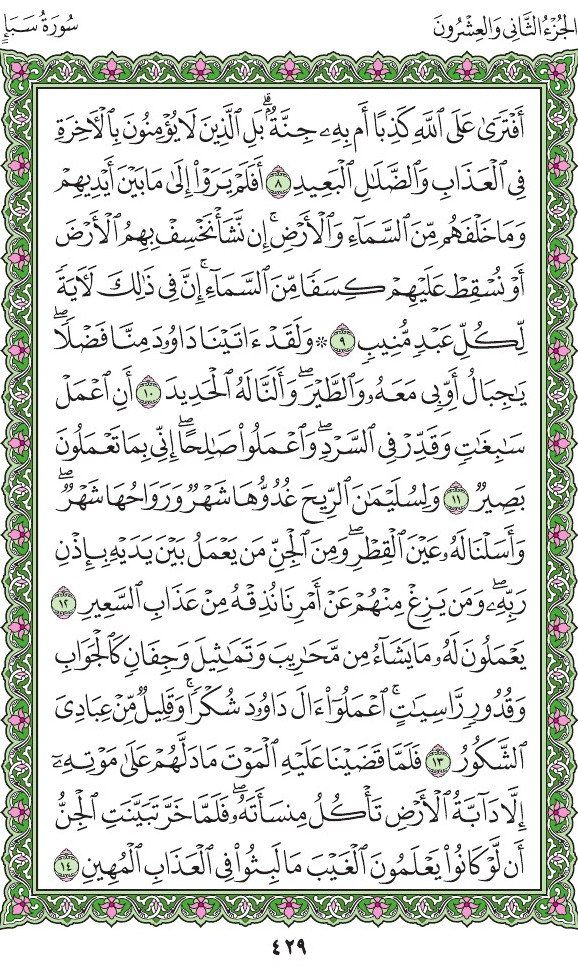 الجزء الثاني والعشرون
سورة سبإ
أَفْتَرَىٰ عَلَى ٱللَّهِ كَذِبًا أَم بِهِۦ جِنَّةٌۢ ۗ بَلِ ٱلَّذِينَ لَا يُؤْمِنُونَ بِٱلْـَٔاخِرَةِ
فِى ٱلْعَذَابِ وَٱلضَّلَـٰلِ ٱلْبَعِيدِ ٨ أَفَلَمْ يَرَوْا۟ إِلَىٰ مَا بَيْنَ أَيْدِيهِمْ
وَمَا خَلْفَهُم مِّنَ ٱلسَّمَآءِ وَٱلْأَرْضِ ۚ إِن نَّشَأْ نَخْسِفْ بِهِمُ ٱلْأَرْضَ
أَوْ نُسْقِطْ عَلَيْهِمْ كِسَفًا مِّنَ ٱلسَّمَآءِ ۚ إِنَّ فِى ذَٰلِكَ لَـَٔايَةً
لِّكُلِّ عَبْدٍ مُّنِيبٍ ٩ ۞ وَلَقَدْ ءَاتَيْنَا دَاوُۥدَ مِنَّا فَضْلًا ۖ
يَـٰجِبَالُ أَوِّبِى مَعَهُۥ وَٱلطَّيْرَ ۖ وَأَلَنَّا لَهُ ٱلْحَدِيدَ ١٠ أَنِ ٱعْمَلْ
سَـٰبِغَـٰتٍ وَقَدِّرْ فِى ٱلسَّرْدِ ۖ وَٱعْمَلُوا۟ صَـٰلِحًا ۖ إِنِّى بِمَا تَعْمَلُونَ
بَصِيرٌ ١١ وَلِسُلَيْمَـٰنَ ٱلرِّيحَ غُدُوُّهَا شَهْرٌ وَرَوَاحُهَا شَهْرٌ ۖ
وَأَسَلْنَا لَهُۥ عَيْنَ ٱلْقِطْرِ ۖ وَمِنَ ٱلْجِنِّ مَن يَعْمَلُ بَيْنَ يَدَيْهِ بِإِذْنِ
رَبِّهِۦ ۖ وَمَن يَزِغْ مِنْهُمْ عَنْ أَمْرِنَا نُذِقْهُ مِنْ عَذَابِ ٱلسَّعِيرِ ١٢
يَعْمَلُونَ لَهُۥ مَا يَشَآءُ مِن مَّحَـٰرِيبَ وَتَمَـٰثِيلَ وَجِفَانٍ كَٱلْجَوَابِ
وَقُدُورٍ رَّاسِيَـٰتٍ ۚ ٱعْمَلُوٓا۟ ءَالَ دَاوُۥدَ شُكْرًا ۚ وَقَلِيلٌ مِّنْ عِبَادِىَ
ٱلشَّكُورُ ١٣ فَلَمَّا قَضَيْنَا عَلَيْهِ ٱلْمَوْتَ مَا دَلَّهُمْ عَلَىٰ مَوْتِهِۦٓ
إِلَّا دَآبَّةُ ٱلْأَرْضِ تَأْكُلُ مِنسَأَتَهُۥ ۖ فَلَمَّا خَرَّ تَبَيَّنَتِ ٱلْجِنُّ
أَن لَّوْ كَانُوا۟ يَعْلَمُونَ ٱلْغَيْبَ مَا لَبِثُوا۟ فِى ٱلْعَذَابِ ٱلْمُهِينِ ١٤
٤٢٩